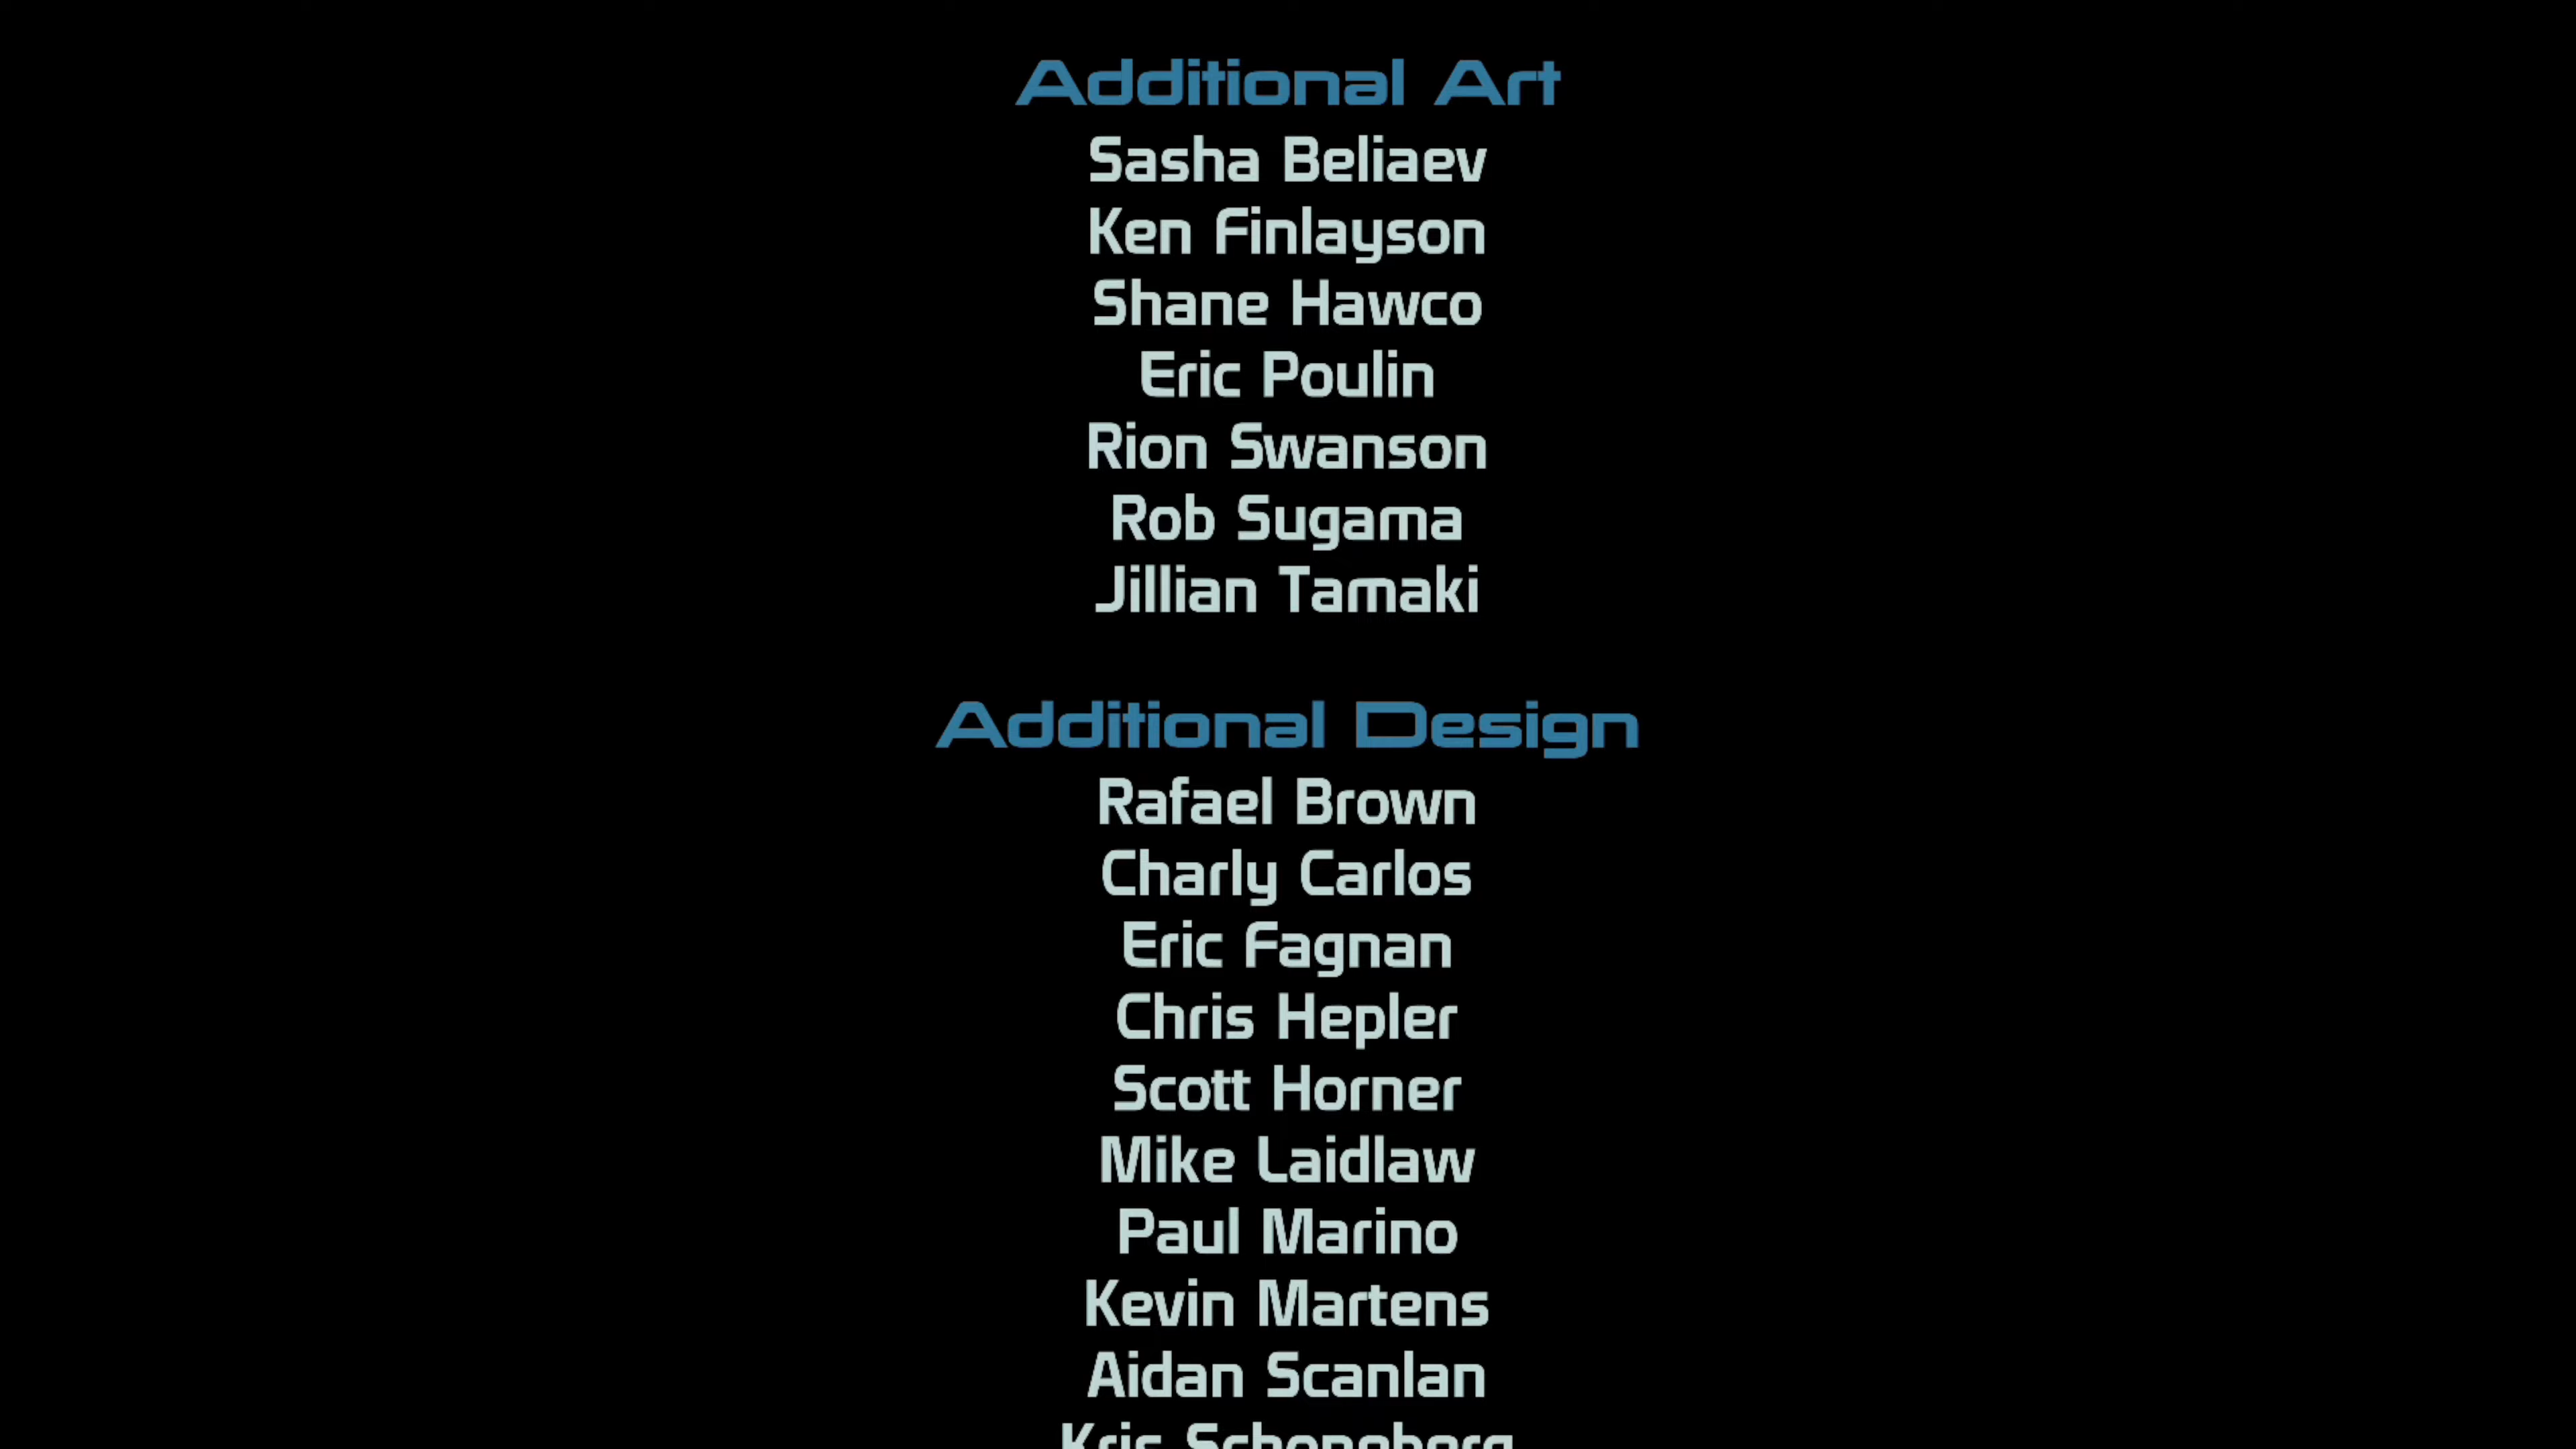 Additional Art
Sasha Beliaev
Ken Finlayson
Shane Hawco
Eric Poulin
Rion Swanson
Rob Sugama
Jillian Tamaki
Additional Design
Rafael Brown
Charly Carlos
Eric Fagnan
Chris Hepler
Scott Horner
Mike Laidlaw
Paul Marino
Kevin Martens
Aidan Scanlan
Kris